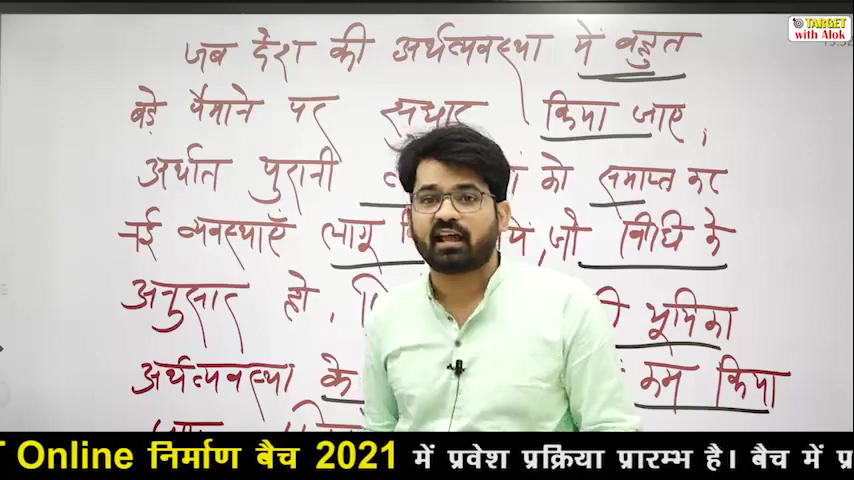 TARGET
with Alok
जब देश की अर्थव्यवस्था में बहुत
बड़े पैमाने पर सुधार किया जाए,
अर्थात पुरानी को समाप्त कर
नई व्यवस्थाएँ लागू जो विधि के
अनुसार हो, की भूमिका
अर्थव्यवस्था के कम किया
Online निर्माण बैच 2021 में प्रवेश प्रक्रिया प्रारम्भ है। बैच में